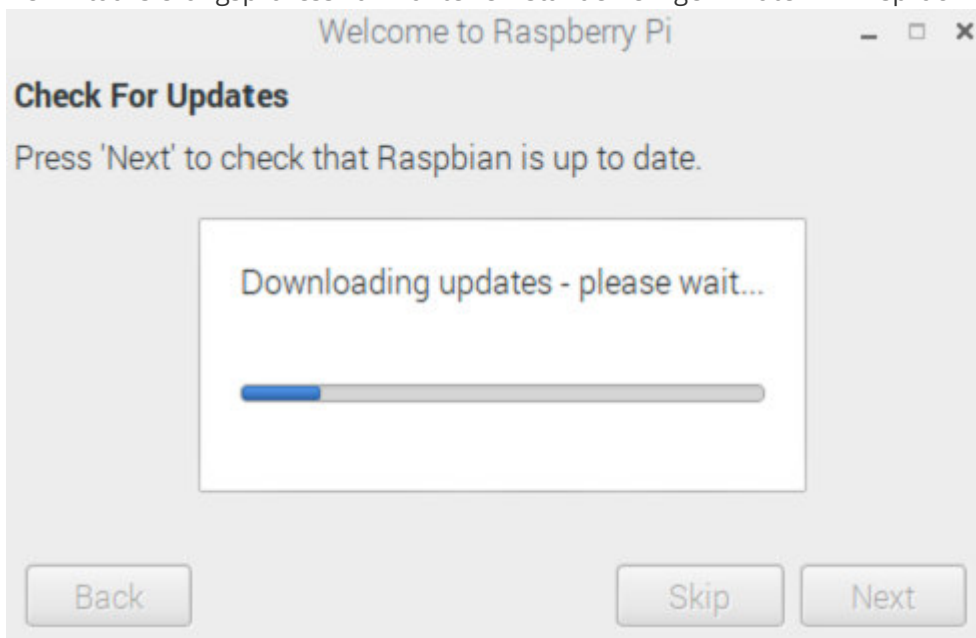 Welcome to Raspberry Pi
Check For Updates
Press 'Next' to check that Raspbian is up to date.
Downloading updates - please wait...
Back
Skip
Next